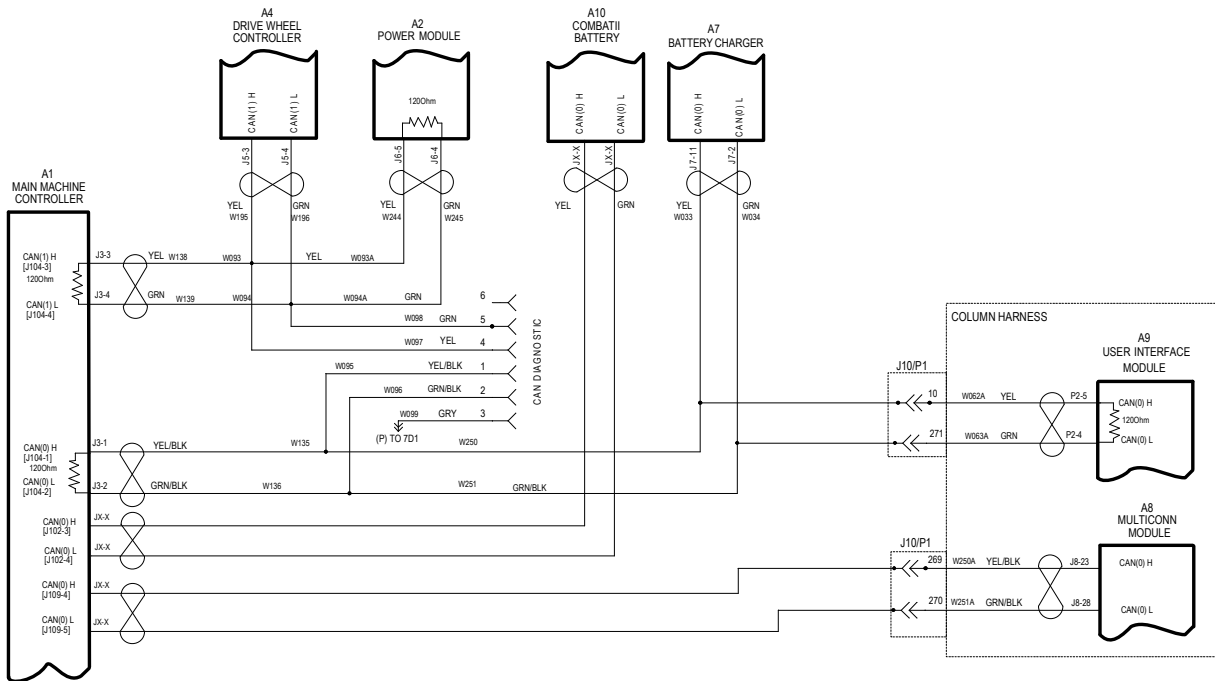 A4
DRIVE WHEEL
CONTROLLER
A2
POWER MODULE
A10
COMBATII
BATTERY
A7
BATTERY CHARGER
CAN(1) H
CAN(1) L
120Ohm
CAN(0) H
CAN(0) L
CAN(0) H
CAN(0) L
J5-3
J5-4
J6-5
J6-4
JX-X
JX-X
J7-11
J7-2
YEL
W195
GRN
W196
YEL
W244
GRN
W245
YEL
GRN
YEL
W033
GRN
W034
A1
MAIN MACHINE
CONTROLLER
CAN(1) H
[J104-3]
120Ohm
CAN(1) L
[J104-4]
J3-3
YEL
W138
W093
YEL
W093A
J3-4
GRN
W139
W094
W094A
GRN
6
W098
GRN
5
W097
YEL
4
W095
YEL/BLK
1
W096
GRN/BLK
2
W099
GRY
3
(P) TO 7D1
CAN DIAGNOSTIC
CAN(0) H
[J104-1]
120Ohm
CAN(0) L
[J104-2]
J3-1
YEL/BLK
W135
W250
J3-2
GRN/BLK
W136
W251
GRN/BLK
CAN(0) H
[J102-3]
JX-X
CAN(0) L
[J102-4]
JX-X
CAN(0) H
[J109-4]
JX-X
CAN(0) L
[J109-5]
JX-X
COLUMN HARNESS
J10/P1
10
W062A
YEL
P2-5
271
W063A
GRN
P2-4
A9
USER INTERFACE
MODULE
CAN(0) H
120Ohm
CAN(0) L
J10/P1
269
W250A
YEL/BLK
J8-23
270
W251A
GRN/BLK
J8-28
A8
MULTICONN
MODULE
CAN(0) H
CAN(0) L